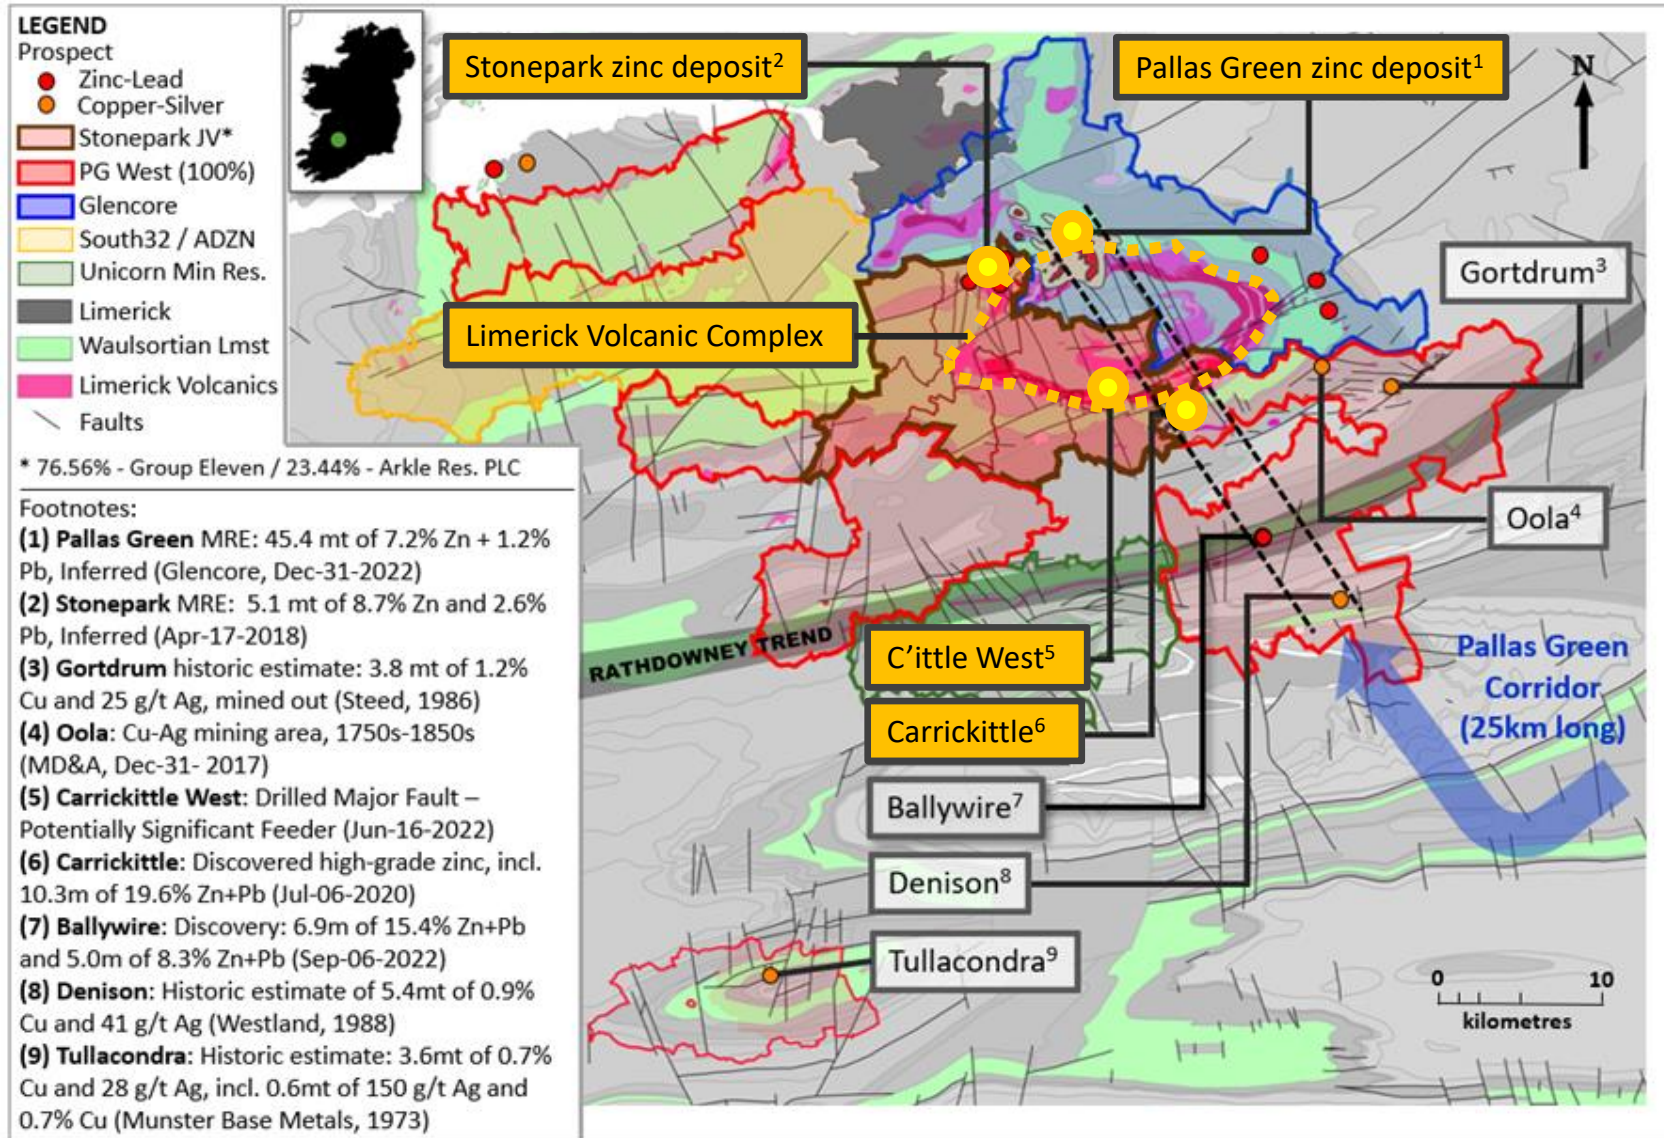 LEGEND
Prospect
Zinc-Lead
Copper-Silver
Stonepark JV*
PG West (100%)
Glencore
South32 / ADZN
Unicorn Min Res.
Limerick
Waulsortian Lmst
Limerick Volcanics
Faults
* 76.56% - Group Eleven / 23.44% - Arkle Res. PLC
Footnotes:
(1) Pallas Green MRE: 45.4 mt of 7.2% Zn + 1.2%
Pb, Inferred (Glencore, Dec-31-2022)
(2) Stonepark MRE: 5.1 mt of 8.7% Zn and 2.6%
Pb, Inferred (Apr-17-2018)
(3) Gortdrum historic estimate: 3.8 mt of 1.2%
Cu and 25 g/t Ag, mined out (Steed, 1986)
(4) Oola: Cu-Ag mining area, 1750s-1850s
(MD&A, Dec-31- 2017)
(5) Carrickittle West: Drilled Major Fault –
Potentially Significant Feeder (Jun-16-2022)
(6) Carrickittle: Discovered high-grade zinc, incl.
10.3m of 19.6% Zn+Pb (Jul-06-2020)
(7) Ballywire: Discovery: 6.9m of 15.4% Zn+Pb
and 5.0m of 8.3% Zn+Pb (Sep-06-2022)
(8) Denison: Historic estimate of 5.4mt of 0.9%
Cu and 41 g/t Ag (Westland, 1988)
(9) Tullacondra: Historic estimate: 3.6mt of 0.7%
Cu and 28 g/t Ag, incl. 0.6mt of 150 g/t Ag and
0.7% Cu (Munster Base Metals, 1973)
Stonepark zinc deposit²
Pallas Green zinc deposit¹
N
Gortdrum³
Limerick Volcanic Complex
Oola⁴
RATHDOWNEY TREND
C’ittle West⁵
Carrickittle⁶
Pallas Green
Corridor
(25km long)
Ballywire⁷
Denison⁸
Tullacondra⁹
0 10
kilometres